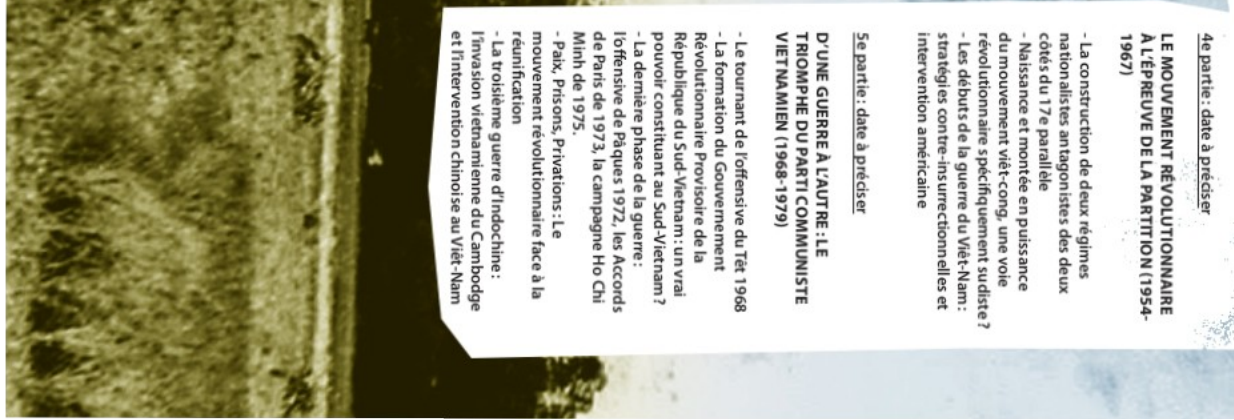 4e partie : date à préciser
LE MOUVEMENT RÉVOLUTIONNAIRE
À L'ÉPREUVE DE LA PARTITION (1954-
1967)
- La construction de deux régimes
nationalistes antagonistes des deux
côtés du 17e parallèle
- Naissance et montée en puissance
du mouvement viêt-cong, une voie
révolutionnaire spécifiquement sudiste ?
- Les débuts de la guerre du Viêt-Nam :
stratégies contre-insurrectionnelles et
intervention américaine
5e partie : date à préciser
D'UNE GUERRE À L'AUTRE : LE
TRIOMPHE DU PARTI COMMUNISTE
VIETNAMIEN (1968-1979)
- Le tournant de l'offensive du Têt 1968
- La formation du Gouvernement
Révolutionnaire Provisoire de la
République du Sud-Vietnam : un vrai
pouvoir constituant au Sud-Vietnam ?
- La dernière phase de la guerre :
l'offensive de Pâques 1972, les Accords
de Paris de 1973, la campagne Ho Chi
Minh de 1975.
- Paix, Prisons, Privations : Le
mouvement révolutionnaire face à la
réunification
- La troisième guerre d'Indochine :
l'invasion vietnamienne du Cambodge
et l'intervention chinoise au Viêt-Nam